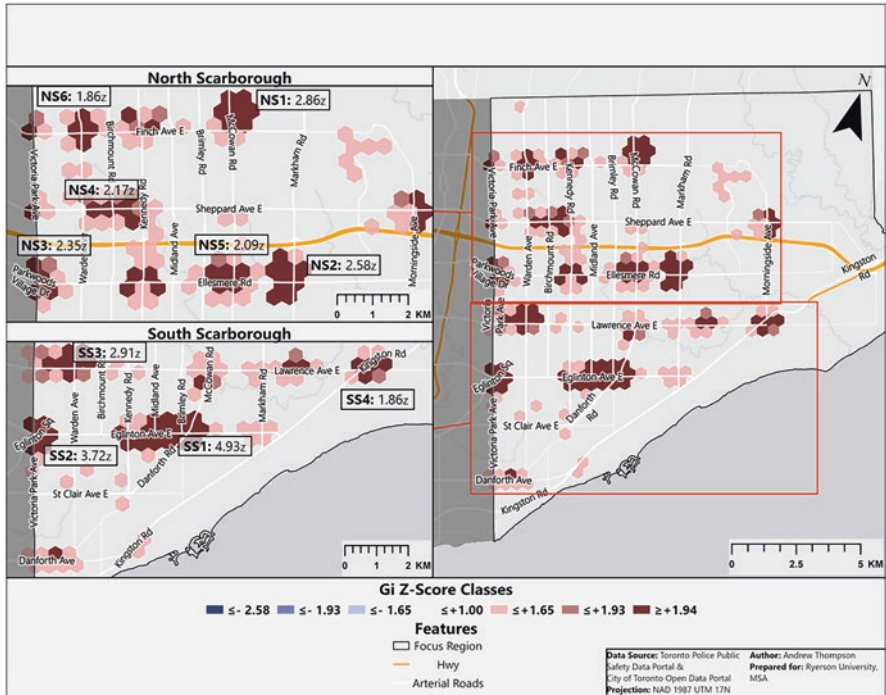 North Scarborough
NS6: 1.86z
NS1: 2.86z
Finch Ave E
Victoria Park Ave
Birchmount Rd
Brimley Rd
McCowan Rd
Markham Rd
NS4: 2.17z
Kennedy Rd
Sheppard Ave E
NS3: 2.35z
Warden
Midland Ave
NS5: 2.09z
NS2: 2.58z
Morningside Ave
Parkwoods
Village Dr
Ellesmere Rd
0 1 2 KM
South Scarborough
SS3: 2.91z
Warden Ave
Birchmount Rd
Kennedy Rd
Midland Ave
Brimley Rd
McCowan Rd
Markham Rd
Lawrence Ave E
Kingston Rd
SS4: 1.86z
Eglinton SQ
Eglinton Ave E
SS1: 4.93z
SS2: 3.72z
Danforth Rd
Victoria Park Ave
St Clair Ave E
Kingston Rd
Danforth Ave
0 1 2 KM
N
Finch Ave E
Victoria Park Ave
Kennedy Rd
Brimley Rd
McCowan Rd
Markham Rd
Sheppard Ave E
Warden Ave
Birchmount Rd
Midland Ave
Morningside Ave
Parkwoods
Village Dr
Ellesmere Rd
Kingston
Rd
Victoria
Park Ave
Lawrence Ave E
Eglinton SQ
Eglinton Ave E
Danforth
Rd
Victoria Park Ave
St Clair Ave E
Danforth Ave
Kingston Rd
0 2.5 5 KM
Gi Z-Score Classes
≤- 2.58 ≤- 1.93 ≤- 1.65 ≤+1.00 ≤+1.65 ≤+1.93 ≥+1.94
Features
Focus Region
Hwy
Arterial Roads
Data Source: Toronto Police Public
Safety Data Portal &
City of Toronto Open Data Portal
Projection: NAD 1987 UTM 17N
Author: Andrew Thompson
Prepared for: Ryerson University,
MSA